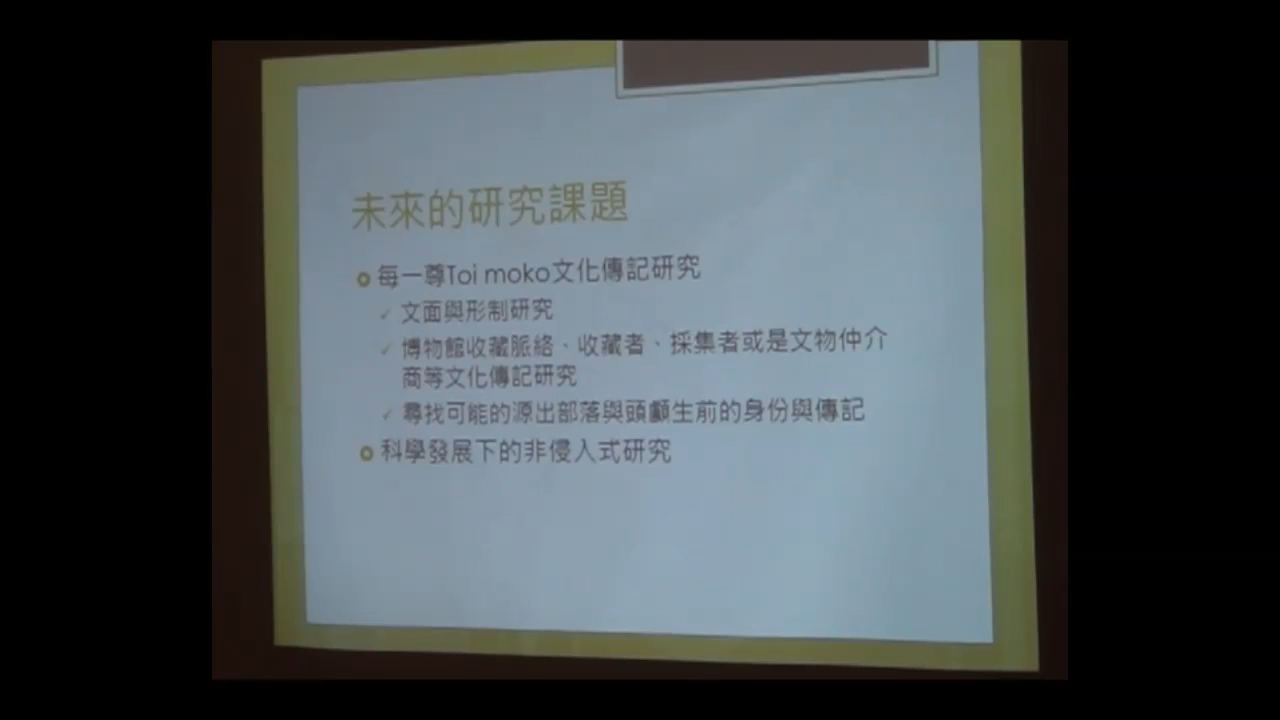 未來的研究課題
每一尊Toi moko文化傳記研究
文面與形制研究
博物館收藏脈絡、收藏者、採集者或是文物仲介
商等文化傳記研究
尋找可能的源出部落與頭顱生前的身份與傳記
科學發展下的非侵入式研究